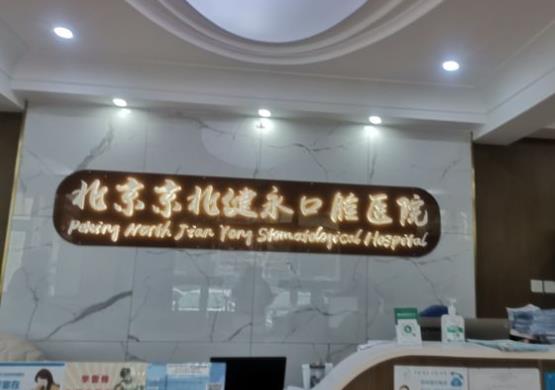 北京京北健永口腔医院
Peking North Jian Yong Stomatological Hospital